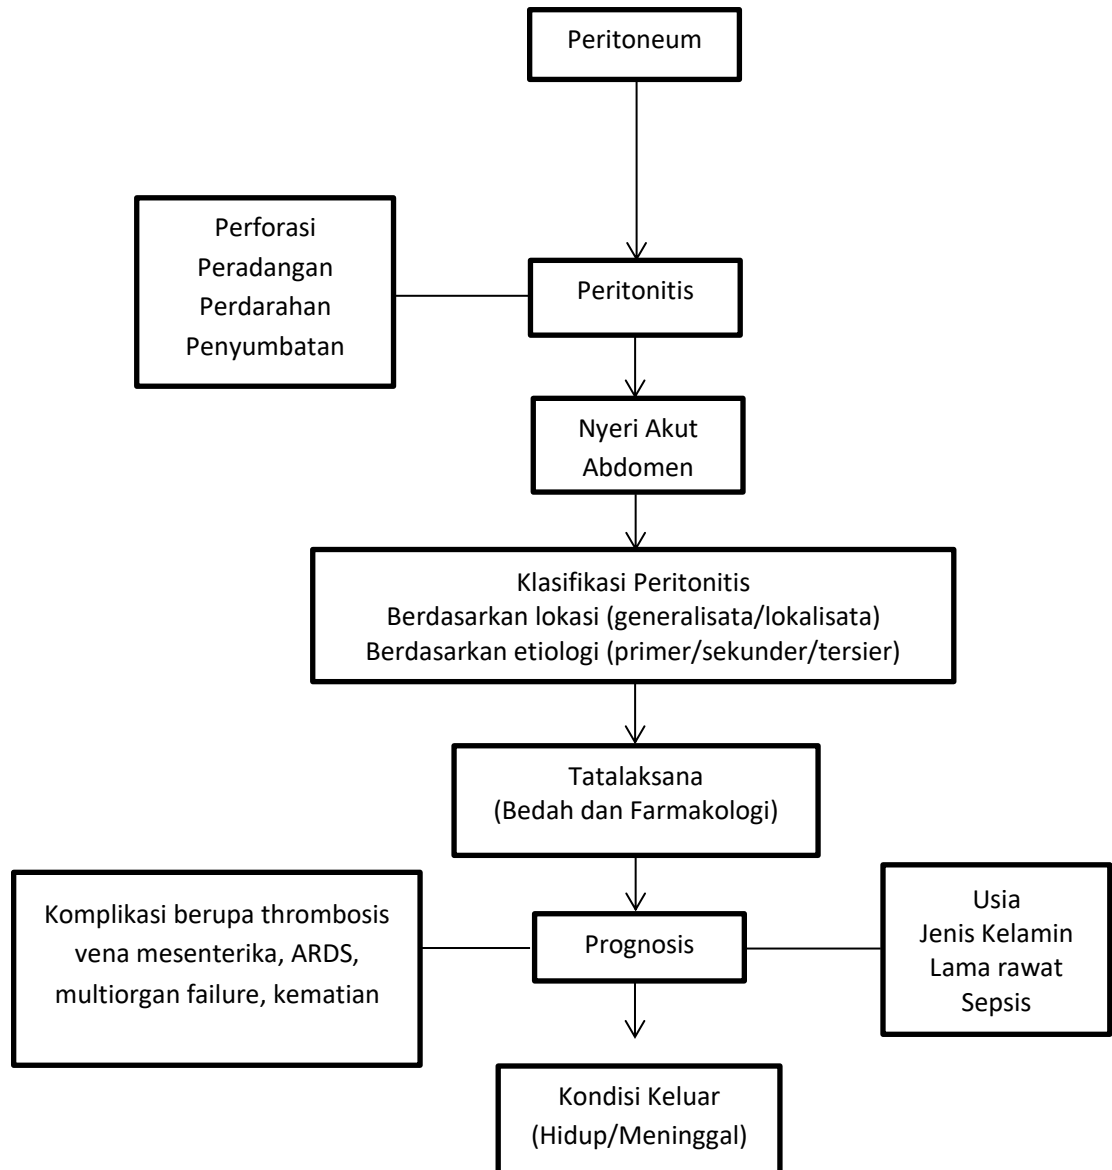 Peritoneum
Perforasi
Peradangan
Perdarahan
Penyumbatan
Peritonitis
Nyeri Akut
Abdomen
Klasifikasi Peritonitis
Berdasarkan lokasi (generalisata/lokalisata)
Berdasarkan etiologi (primer/sekunder/tersier)
Tatalaksana
(Bedah dan Farmakologi)
Komplikasi berupa thrombosis
vena mesenterika, ARDS,
multiorgan failure, kematian
Prognosis
Usia
Jenis Kelamin
Lama rawat
Sepsis
Kondisi Keluar
(Hidup/Meninggal)